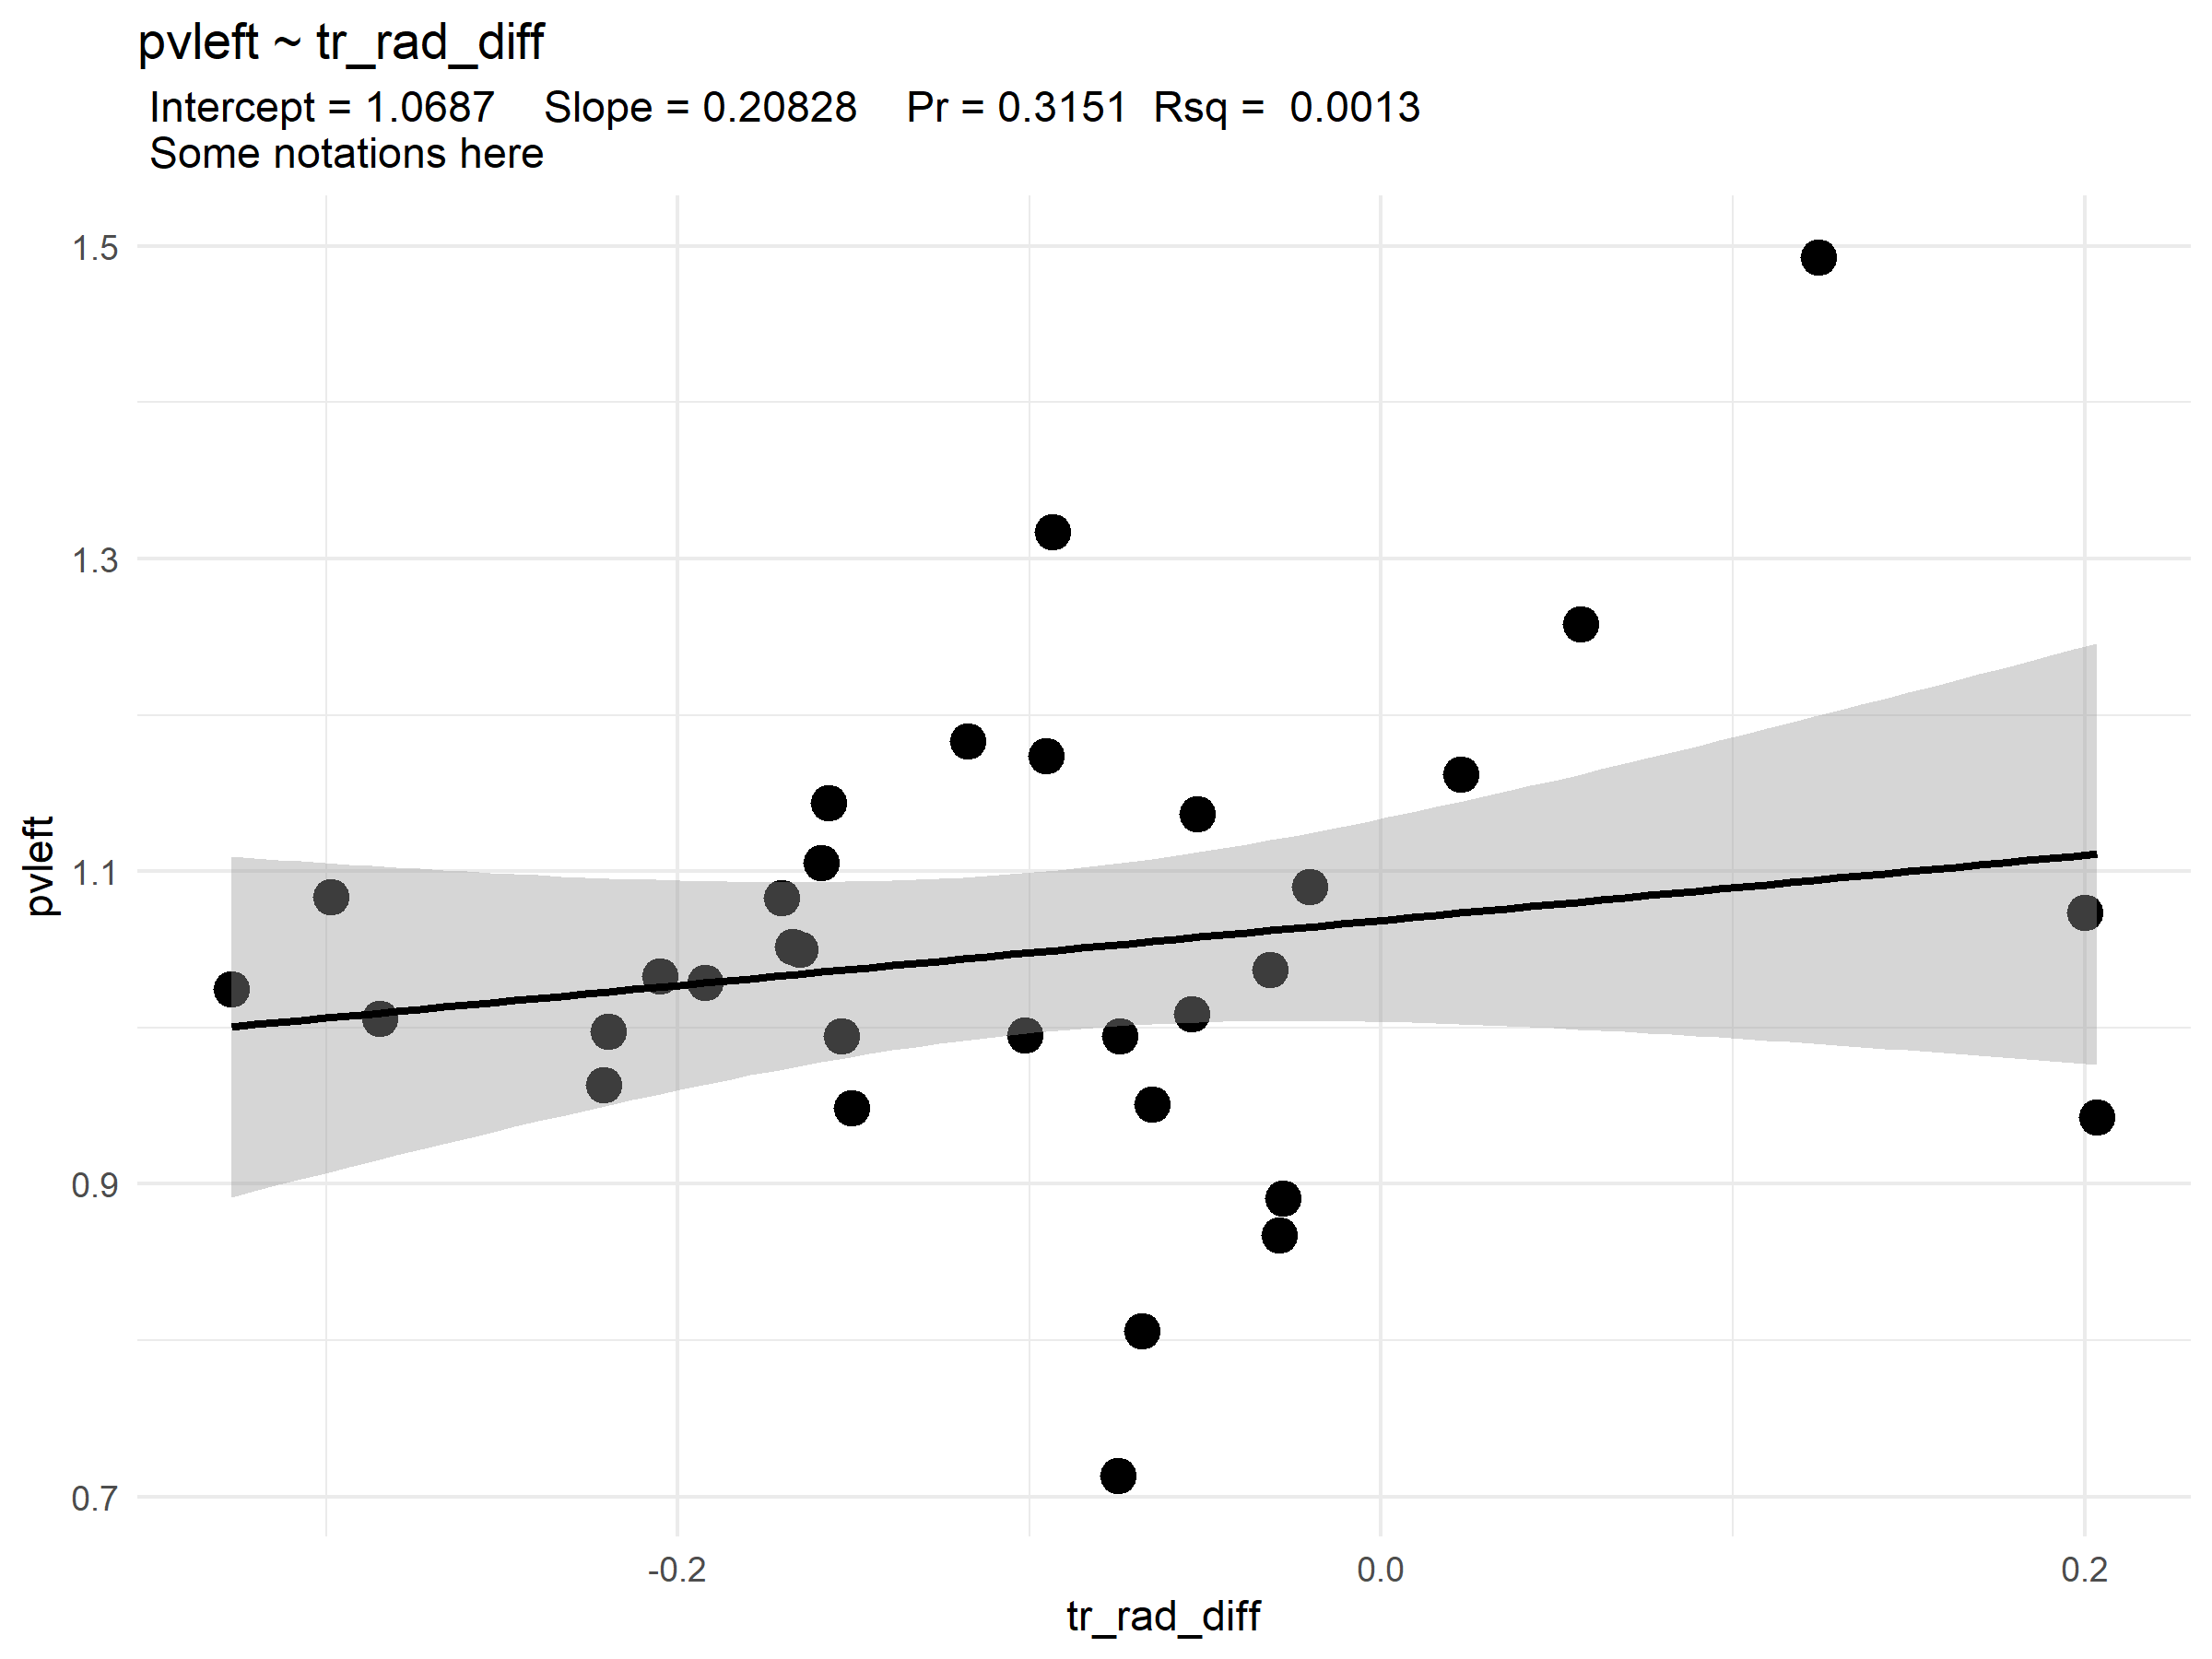 pvleft ~ tr_rad_diff
Intercept = 1.0687 Slope = 0.20828 Pr = 0.3151 Rsq = 0.0013
Some notations here
1.5
1.3
1.1
0.9
0.7
pvleft
-0.2 0.0 0.2
tr_rad_diff